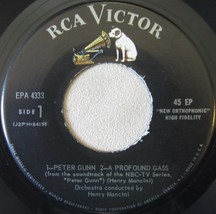 RCA VICTOR
EPA 4333
45 EP
SIDE 1
"NEW ORTHOPHONIC"
HIGH FIDELITY
1—PETER GUNN 2—A PROFOUND GASS
(from the soundtrack of the NBC-TV Series,
"Peter Gunn") (Henry Mancini)
Orchestra conducted by
Henry Mancini